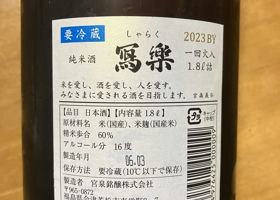 要冷蔵
しゃらく
2023BY
純米酒
寫樂
一回火入
1.8ℓ詰
米を愛し、酒を愛し、人を愛す。
みなさまに愛される酒を目指します。
品目 日本酒 内容量 1.8ℓ
原材料名 米(国産)、米麹(国産米)
精米歩合 60%
アルコール分 16度
製造年月 06.03
保存方法 要冷蔵(10℃以下で保存)
製造者 宮泉銘醸株式会社
〒965-0872